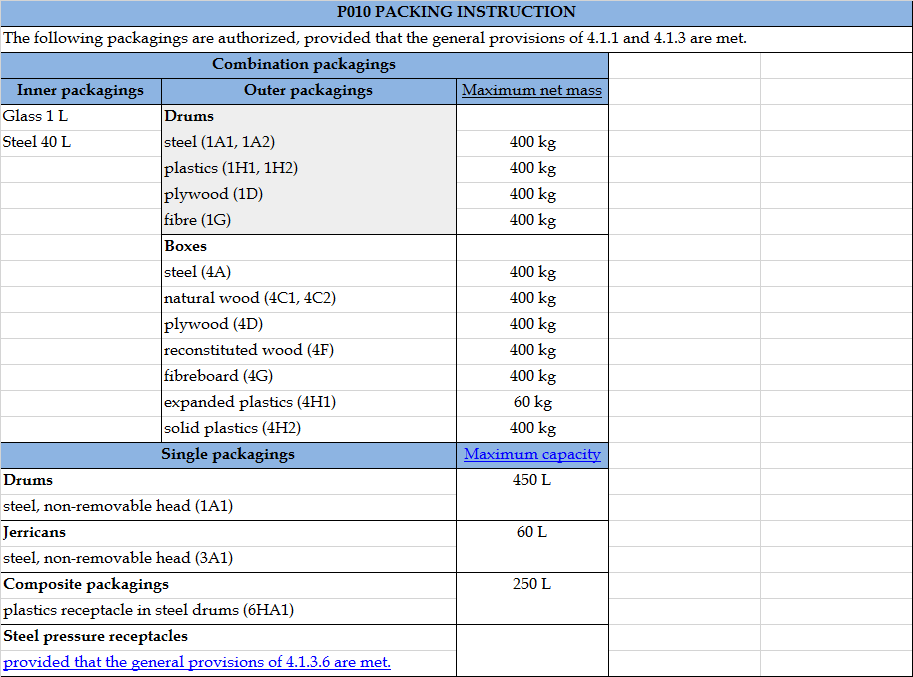 P010 PACKING INSTRUCTION
The following packagings are authorized, provided that the general provisions of 4.1.1 and 4.1.3 are met.
Combination packagings
Inner packagings Outer packagings Maximum net mass
Glass 1 L Drums
Steel 40 L steel (1A1, 1A2) 400 kg
plastics (1H1, 1H2) 400 kg
plywood (1D) 400 kg
fibre (1G) 400 kg
Boxes
steel (4A) 400 kg
natural wood (4C1, 4C2) 400 kg
plywood (4D) 400 kg
reconstituted wood (4F) 400 kg
fibreboard (4G) 400 kg
expanded plastics (4H1) 60 kg
solid plastics (4H2) 400 kg
Single packagings Maximum capacity
Drums 450 L
steel, non-removable head (1A1)
Jerricans 60 L
steel, non-removable head (3A1)
Composite packagings 250 L
plastics receptacle in steel drums (6HA1)
Steel pressure receptacles
provided that the general provisions of 4.1.3.6 are met.